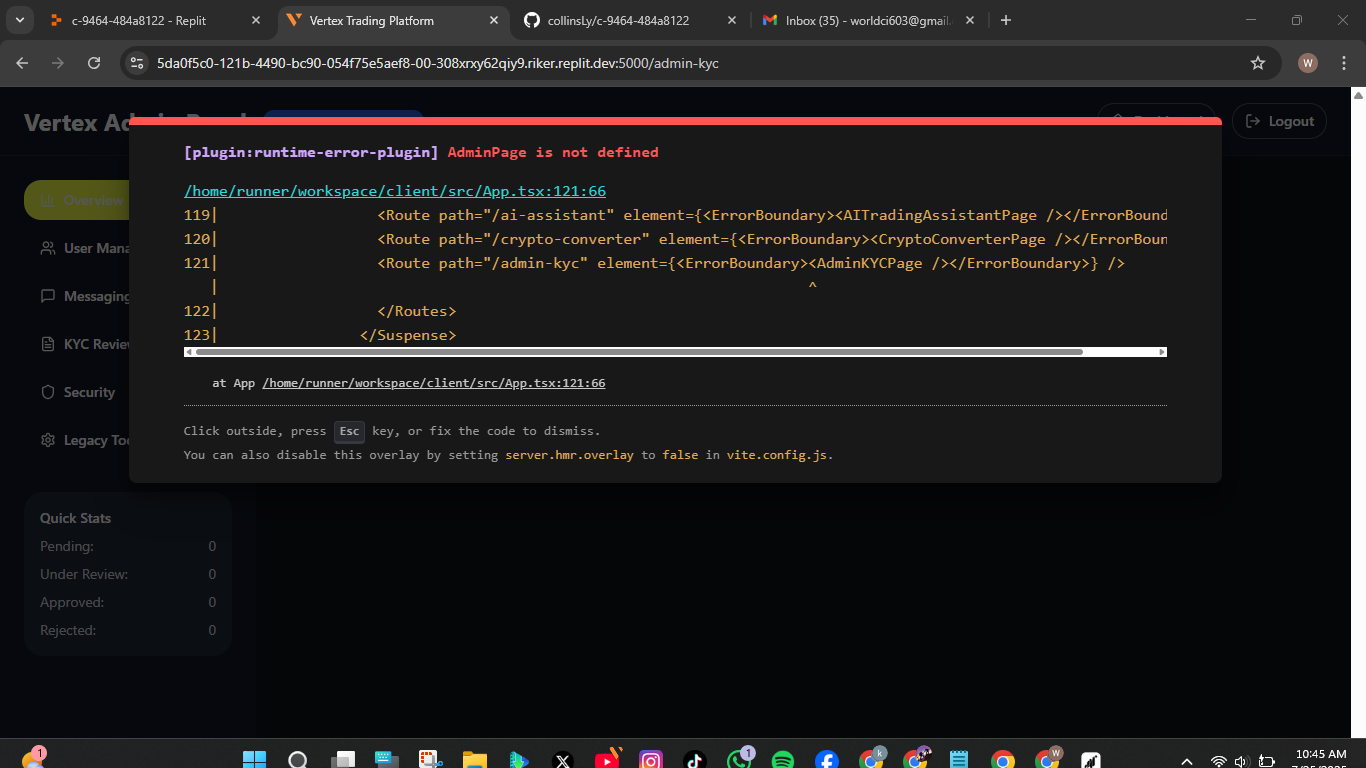 c-9464-484a8122 - Replit
Vertex Trading Platform
collinsLy/c-9464-484a8122
Inbox (35) - worldci603@gmail.
5da0f5c0-121b-4490-bc90-054f75e5aef8-00-308xrxy62qiy9.riker.replit.dev:5000/admin-kyc
W
Vertex Ad
Logout
[plugin:runtime-error-plugin] AdminPage is not defined
/home/runner/workspace/client/src/App.tsx:121:66
119| <Route path="/ai-assistant" element={<ErrorBoundary><AITradingAssistantPage /></ErrorBound
120| <Route path="/crypto-converter" element={<ErrorBoundary><CryptoConverterPage /></ErrorBoun
121| <Route path="/admin-kyc" element={<ErrorBoundary><AdminKYCPage /></ErrorBoundary>} />
| ^
122| </Routes>
123| </Suspense>
at App /home/runner/workspace/client/src/App.tsx:121:66
Click outside, press Esc key, or fix the code to dismiss.
You can also disable this overlay by setting server.hmr.overlay to false in vite.config.js.
Overview
User Mana
Messaging
KYC Review
Security
Legacy Too
Quick Stats
Pending: 0
Under Review: 0
Approved: 0
Rejected: 0
1
1
k
W
10:45 AM